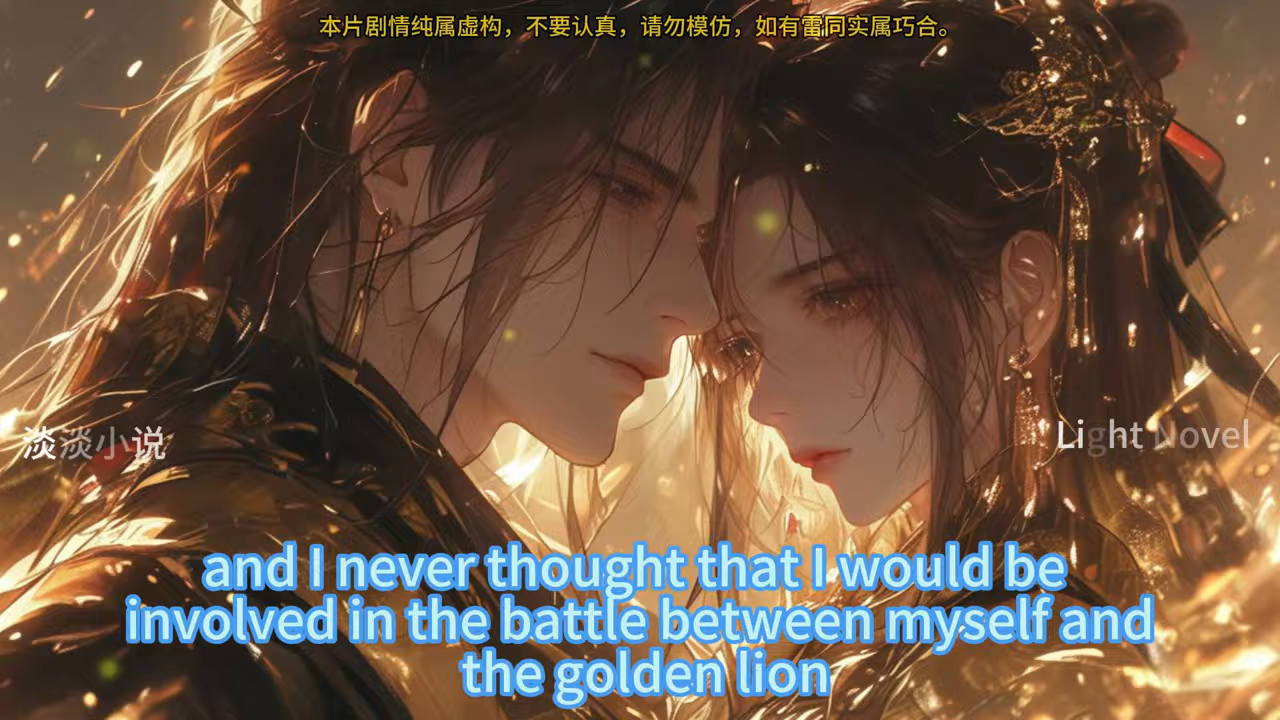 本片剧情纯属虚构，不要认真，请勿模仿，如有雷同实属巧合。
淡淡小说
Light Novel
and I never thought that I would be
involved in the battle between myself and
the golden lion